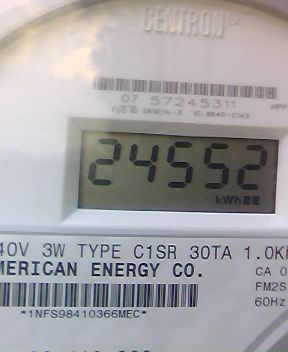 CENTRON®
07 57245311
24552
kWh
40V 3W TYPE C1SR 30TA 1.0K
MERICAN ENERGY CO.
CA 0
FM2S
60Hz
*1NFS98410366MEC*